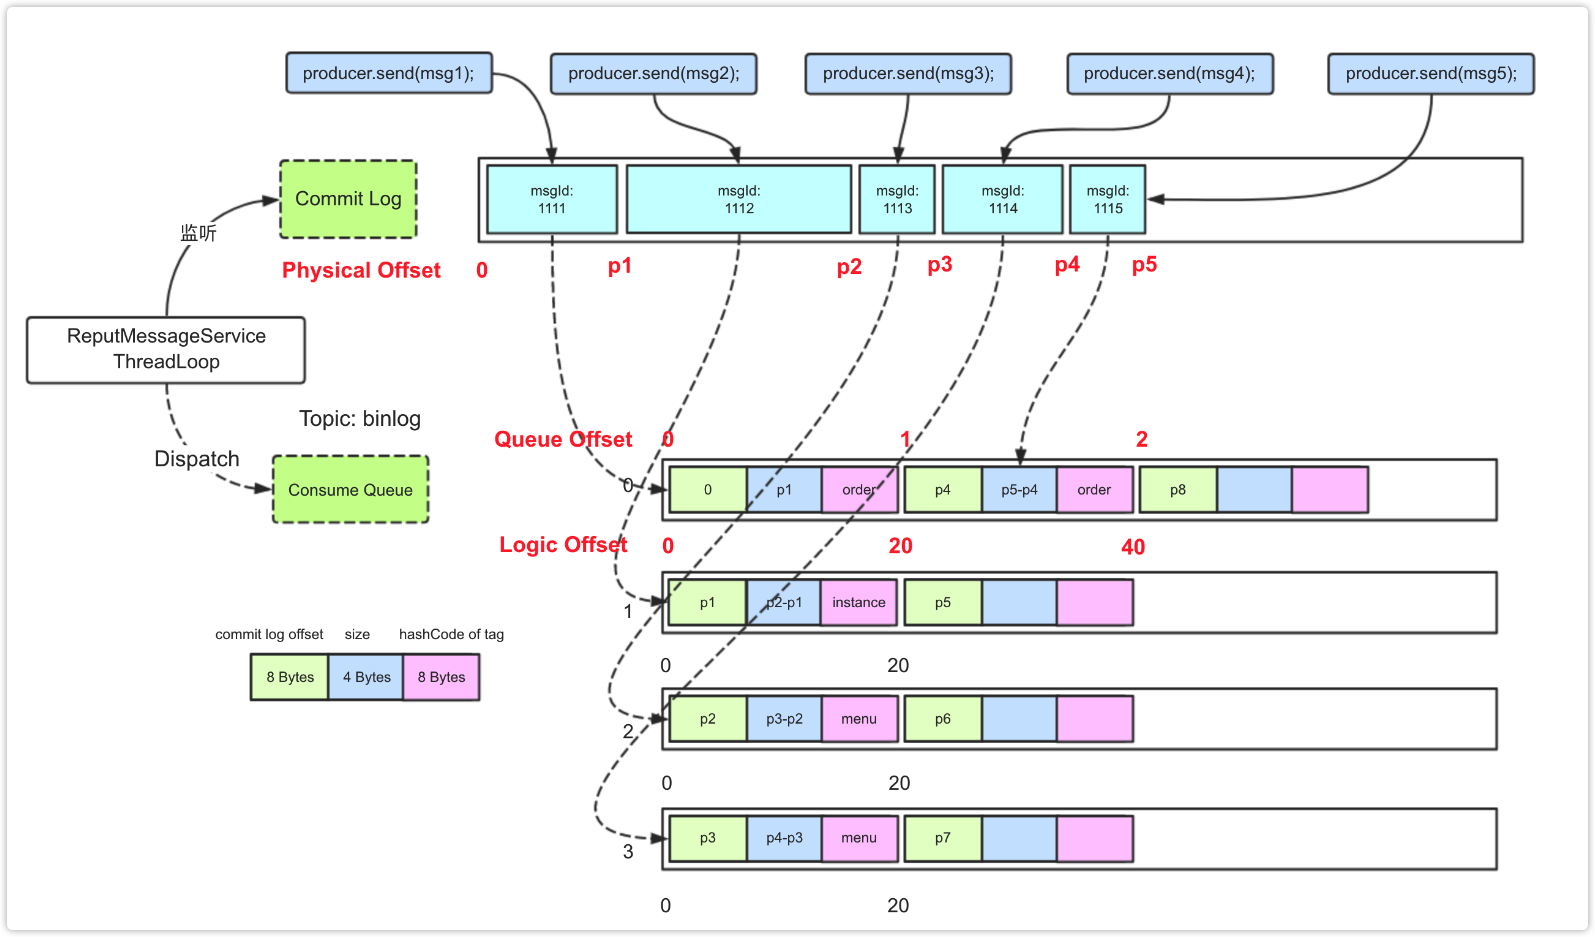 producer.send(msg1);
producer.send(msg2);
producer.send(msg3);
producer.send(msg4);
producer.send(msg5);
Commit Log
msgId:
1111
msgId:
1112
msgId:
1113
msgId:
1114
msgId:
1115
监听
Physical Offset
0
p1
p2
p3
p4
p5
ReputMessageService
ThreadLoop
Topic: binlog
Dispatch
Consume Queue
Queue Offset
0
1
2
0
0
p1
order
p4
p5-p4
order
p8
Logic Offset
0
20
40
1
p1
p2-p1
instance
p5
0
20
commit log offset
size
hashCode of tag
8 Bytes
4 Bytes
8 Bytes
2
p2
p3-p2
menu
p6
0
20
3
p3
p4-p3
menu
p7
0
20